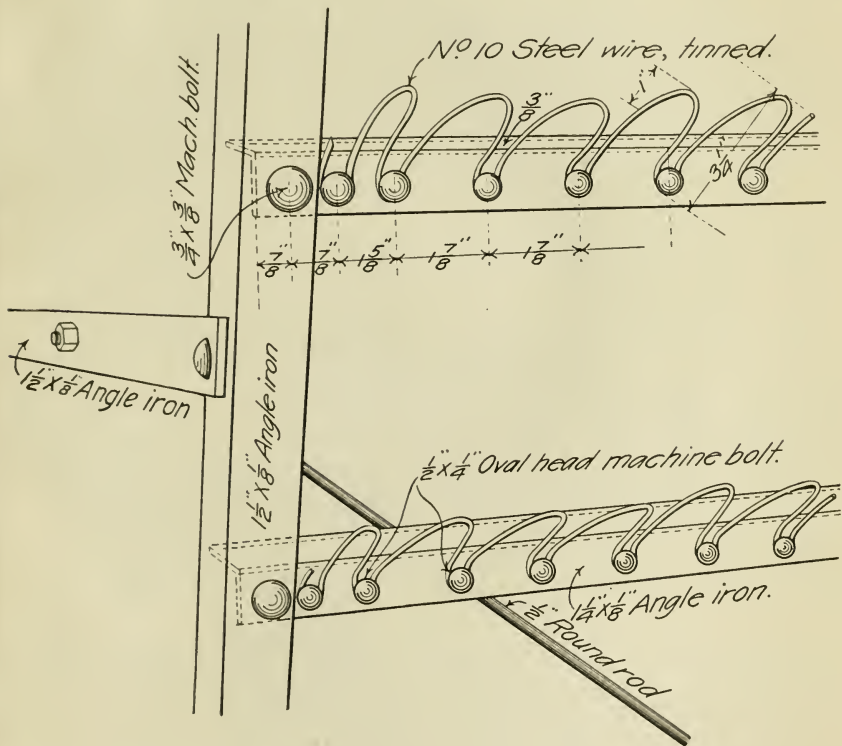 Nº 10 Steel wire, tinned.
3/4" x 3/8" Mach. bolt.
3/8"
1"
3 1/4"
7/8" 7/8" 1 5/8" 1 7/8" 1 7/8"
1 1/2" x 1/8" Angle iron
1 1/2" x 1/8" Angle iron
1/2" x 1/4" Oval head machine bolt.
1 1/4" x 1/8" Angle iron.
1/2" Round rod